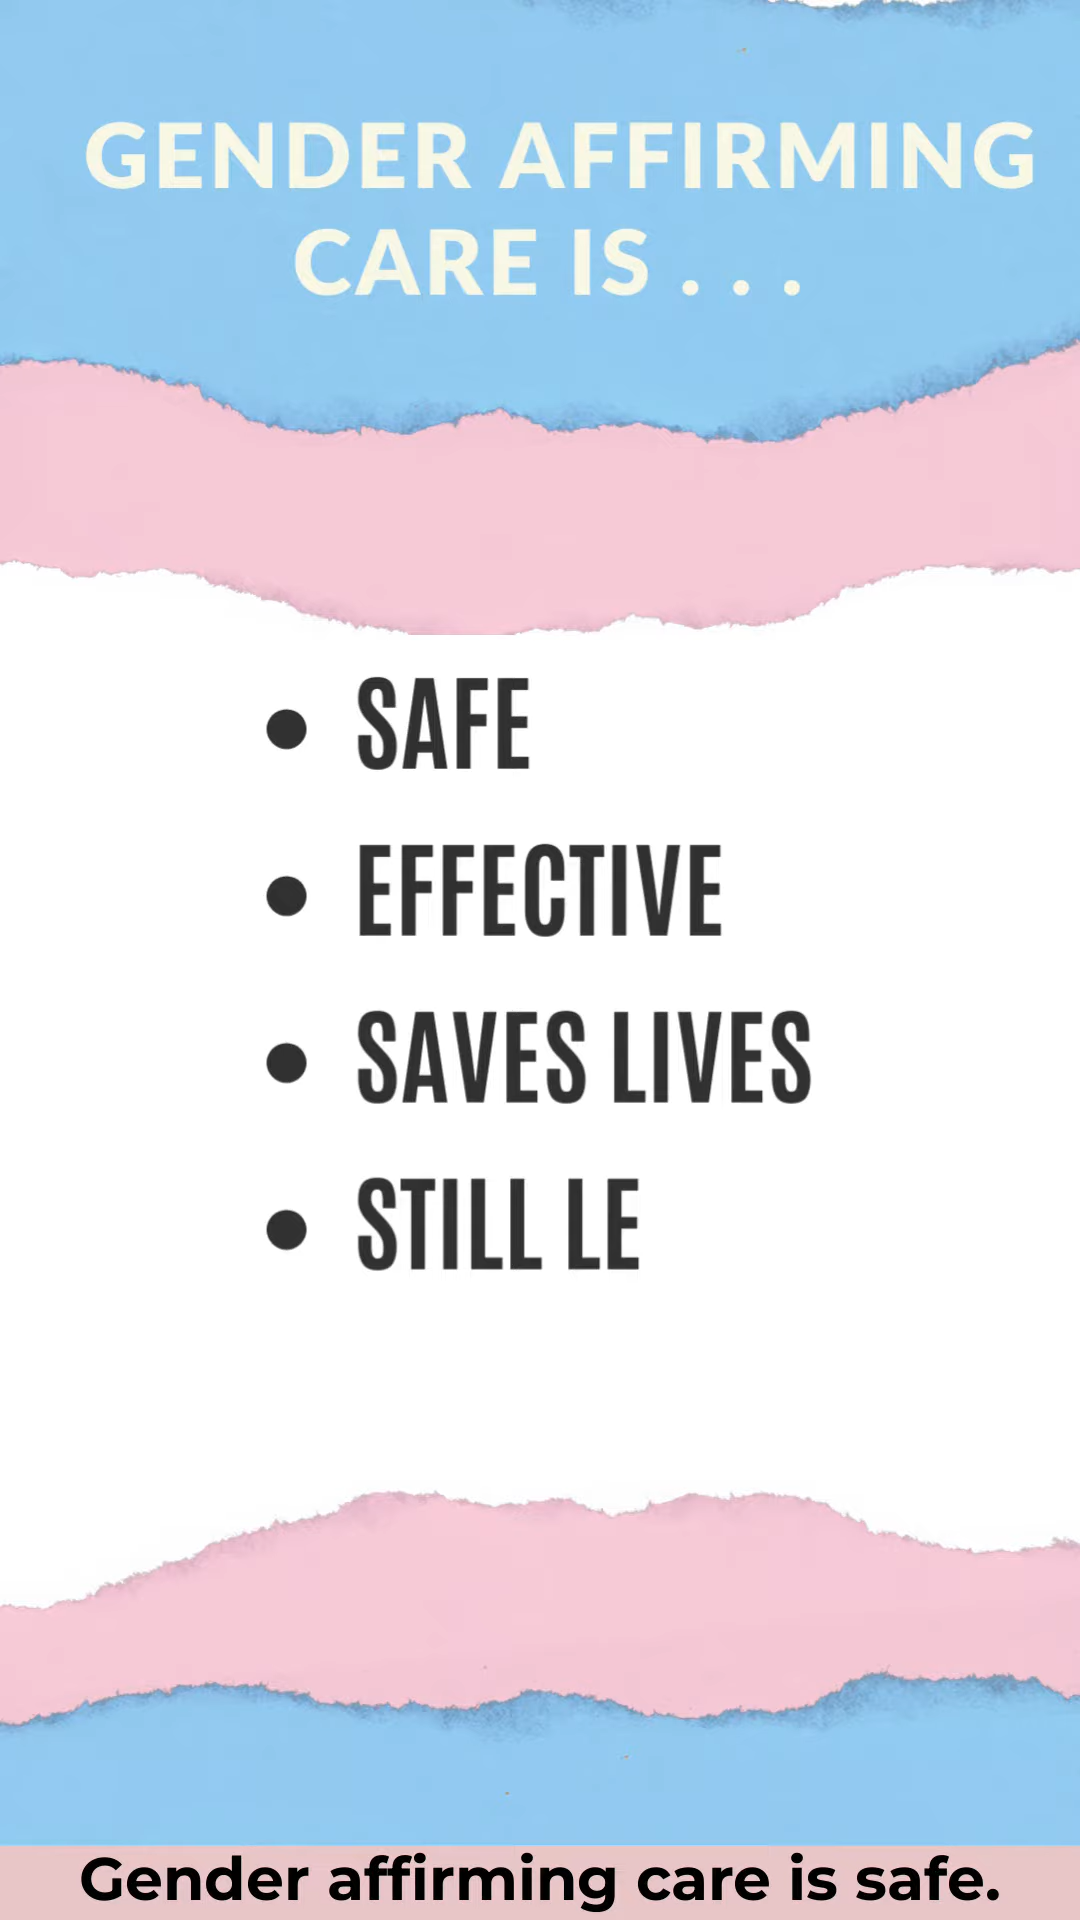 GENDER AFFIRMING
CARE IS . . .
• SAFE
• EFFECTIVE
• SAVES LIVES
• STILL LE
Gender affirming care is safe.